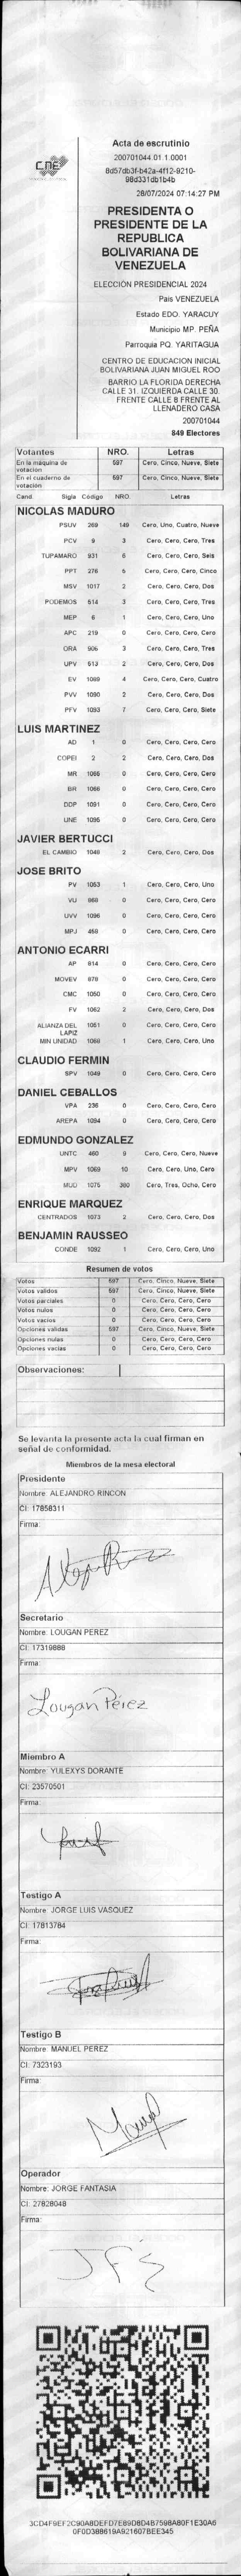 CNE
Acta de escrutinio
200701044.01.1.0001
8d57db3f-b42a-4f12-9210-
98d331db1b4b
28/07/2024 07:14:27 PM
PRESIDENTA O
PRESIDENTE DE LA
REPUBLICA
BOLIVARIANA DE
VENEZUELA
ELECCIÓN PRESIDENCIAL 2024
País VENEZUELA
Estado EDO. YARACUY
Municipio MP. PEÑA
Parroquia PQ. YARITAGUA
CENTRO DE EDUCACION INICIAL
BOLIVARIANA JUAN MIGUEL ROO
BARRIO LA FLORIDA DERECHA
CALLE 31. IZQUIERDA CALLE 30.
FRENTE CALLE 8 FRENTE AL
LLENADERO CASA
200701044
849 Electores
Votantes NRO. Letras
En la máquina de votación 597 Cero, Cinco, Nueve, Siete
En el cuaderno de votación 597 Cero, Cinco, Nueve, Siete
Cand. Sigla Código NRO. Letras
NICOLAS MADURO
PSUV 269 149 Cero, Uno, Cuatro, Nueve
PCV 9 3 Cero, Cero, Cero, Tres
TUPAMARO 931 6 Cero, Cero, Cero, Seis
PPT 276 5 Cero, Cero, Cero, Cinco
MSV 1017 2 Cero, Cero, Cero, Dos
PODEMOS 514 3 Cero, Cero, Cero, Tres
MEP 6 1 Cero, Cero, Cero, Uno
APC 219 0 Cero, Cero, Cero, Cero
ORA 906 3 Cero, Cero, Cero, Tres
UPV 513 2 Cero, Cero, Cero, Dos
EV 1089 4 Cero, Cero, Cero, Cuatro
PVV 1090 2 Cero, Cero, Cero, Dos
PFV 1093 7 Cero, Cero, Cero, Siete
LUIS MARTINEZ
AD 1 0 Cero, Cero, Cero, Cero
COPEI 2 2 Cero, Cero, Cero, Dos
MR 1055 0 Cero, Cero, Cero, Cero
BR 1066 0 Cero, Cero, Cero, Cero
DDP 1091 0 Cero, Cero, Cero, Cero
UNE 1095 0 Cero, Cero, Cero, Cero
JAVIER BERTUCCI
EL CAMBIO 1048 2 Cero, Cero, Cero, Dos
JOSE BRITO
PV 1053 1 Cero, Cero, Cero, Uno
VU 868 0 Cero, Cero, Cero, Cero
UVV 1096 0 Cero, Cero, Cero, Cero
MPJ 459 0 Cero, Cero, Cero, Cero
ANTONIO ECARRI
AP 814 0 Cero, Cero, Cero, Cero
MOVEV 879 0 Cero, Cero, Cero, Cero
CMC 1050 0 Cero, Cero, Cero, Cero
FV 1062 2 Cero, Cero, Cero, Dos
ALIANZA DEL LAPIZ 1051 0 Cero, Cero, Cero, Cero
MIN UNIDAD 1068 1 Cero, Cero, Cero, Uno
CLAUDIO FERMIN
SPV 1049 0 Cero, Cero, Cero, Cero
DANIEL CEBALLOS
VPA 236 0 Cero, Cero, Cero, Cero
AREPA 1094 0 Cero, Cero, Cero, Cero
EDMUNDO GONZALEZ
UNTC 460 9 Cero, Cero, Cero, Nueve
MPV 1069 10 Cero, Cero, Uno, Cero
MUD 1075 380 Cero, Tres, Ocho, Cero
ENRIQUE MARQUEZ
CENTRADOS 1073 2 Cero, Cero, Cero, Dos
BENJAMIN RAUSSEO
CONDE 1092 1 Cero, Cero, Cero, Uno
Resumen de votos
Votos 597 Cero, Cinco, Nueve, Siete
Votos validos 597 Cero, Cinco, Nueve, Siete
Votos parciales 0 Cero, Cero, Cero, Cero
Votos nulos 0 Cero, Cero, Cero, Cero
Votos vacios 0 Cero, Cero, Cero, Cero
Opciones validas 597 Cero, Cinco, Nueve, Siete
Opciones nulas 0 Cero, Cero, Cero, Cero
Opciones vacias 0 Cero, Cero, Cero, Cero
Observaciones:
Se levanta la presente acta la cual firman en
señal de conformidad.
Miembros de la mesa electoral
Presidente
Nombre: ALEJANDRO RINCON
CI: 17858311
Firma:
Secretario
Nombre: LOUGAN PEREZ
CI: 17319888
Firma:
Lougan Pérez
Miembro A
Nombre: YULEXYS DORANTE
CI: 23570501
Firma:
Testigo A
Nombre: JORGE LUIS VASQUEZ
CI: 17813784
Firma:
Testigo B
Nombre: MANUEL PEREZ
CI: 7323193
Firma:
Operador
Nombre: JORGE FANTASIA
CI: 27828048
Firma:
3CD4F9EF2C90A8DEFD7E89D8D4B7598A80F1E30A6
0F0D388619A921607BEE345